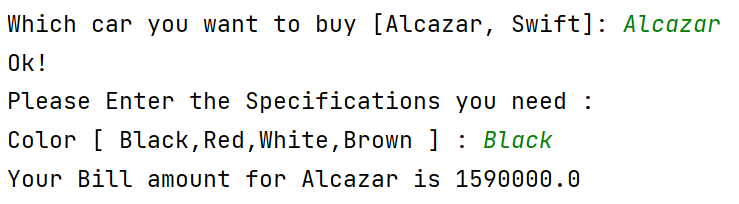 Which car you want to buy [Alcazar, Swift]: Alcazar
Ok!
Please Enter the Specifications you need :
Color [ Black,Red,White,Brown ] : Black
Your Bill amount for Alcazar is 1590000.0